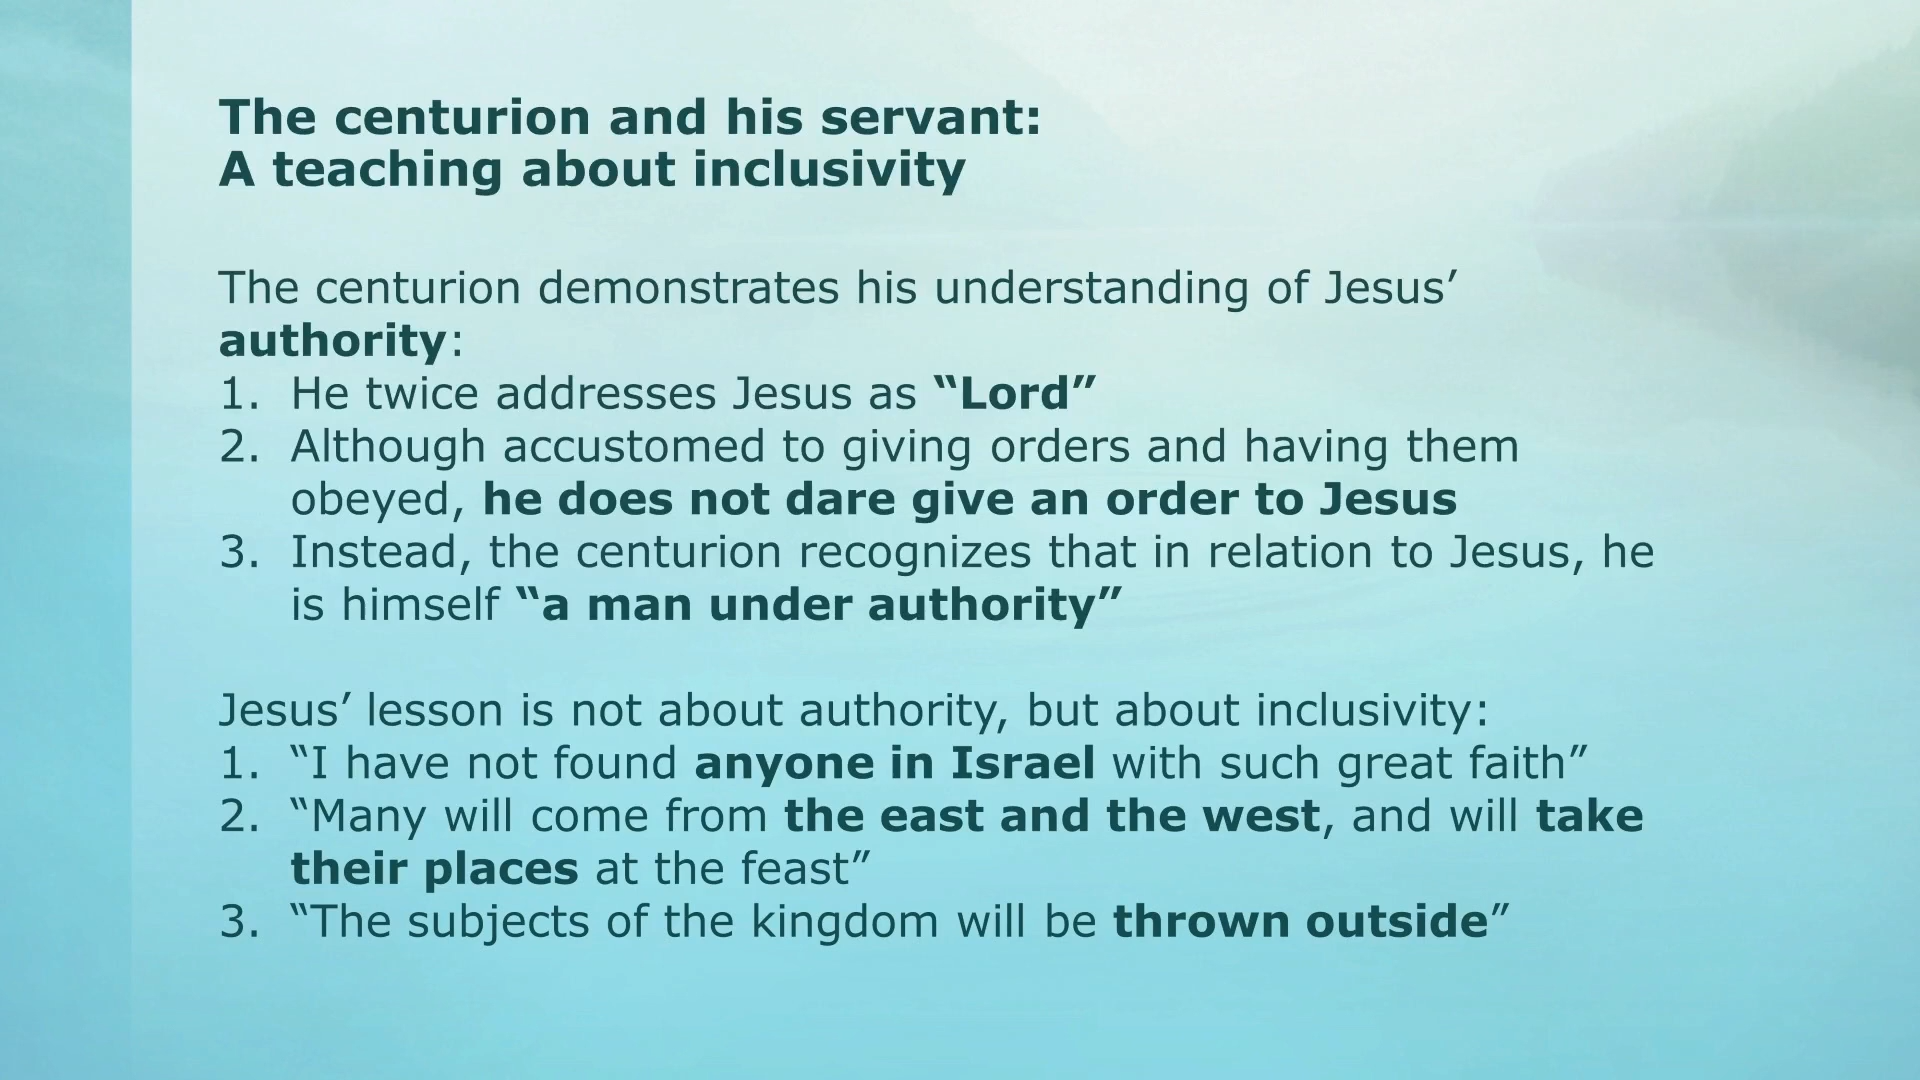 The centurion and his servant:
A teaching about inclusivity
The centurion demonstrates his understanding of Jesus’
authority:
1. He twice addresses Jesus as “Lord”
2. Although accustomed to giving orders and having them
obeyed, he does not dare give an order to Jesus
3. Instead, the centurion recognizes that in relation to Jesus, he
is himself “a man under authority”
Jesus’ lesson is not about authority, but about inclusivity:
1. “I have not found anyone in Israel with such great faith”
2. “Many will come from the east and the west, and will take
their places at the feast”
3. “The subjects of the kingdom will be thrown outside”